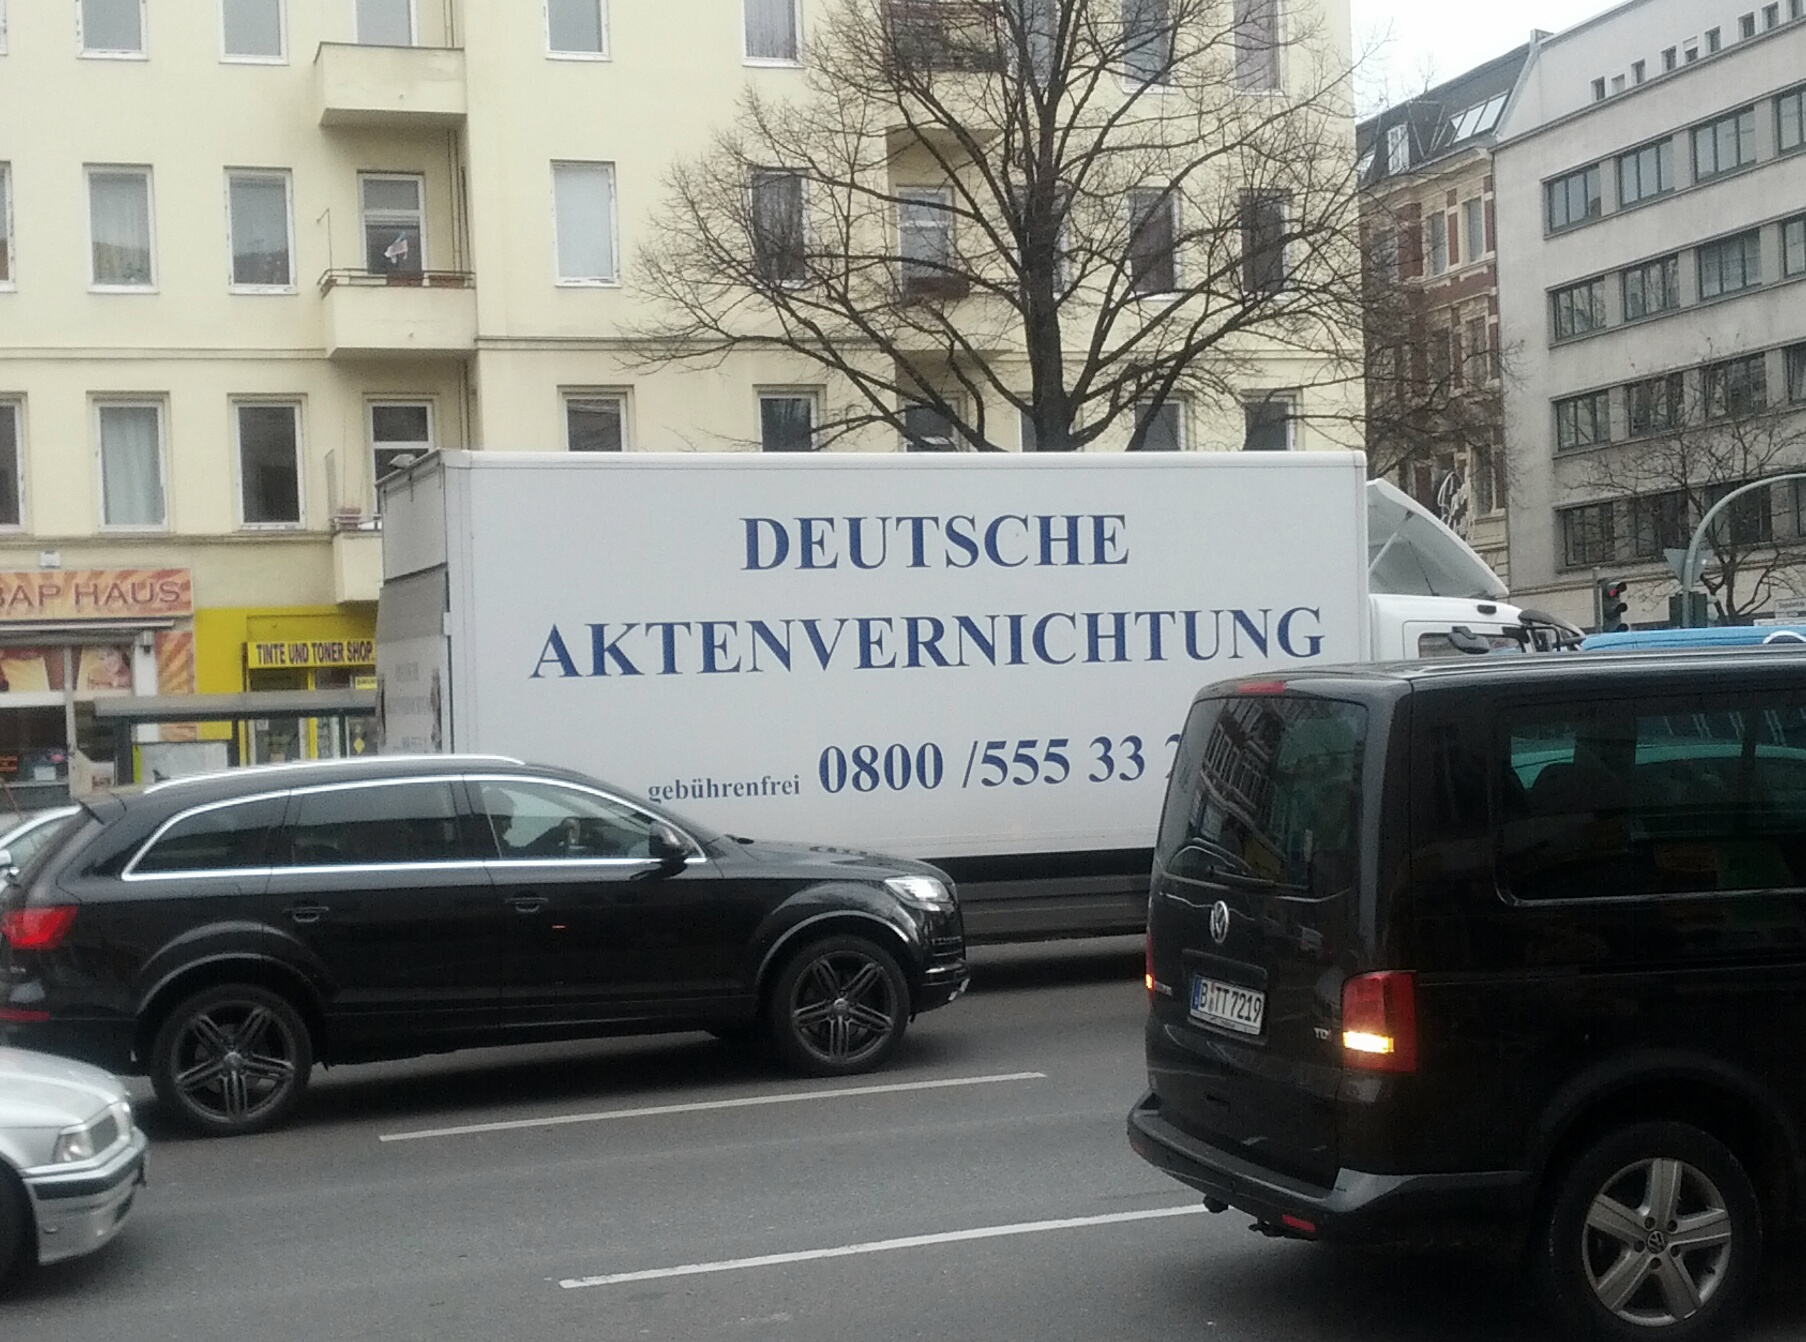 DEUTSCHE
AKTENVERNICHTUNG
gebührenfrei 0800 /555 33
BAP HAUS
TINTE UND TONER SHOP
B TT 7219